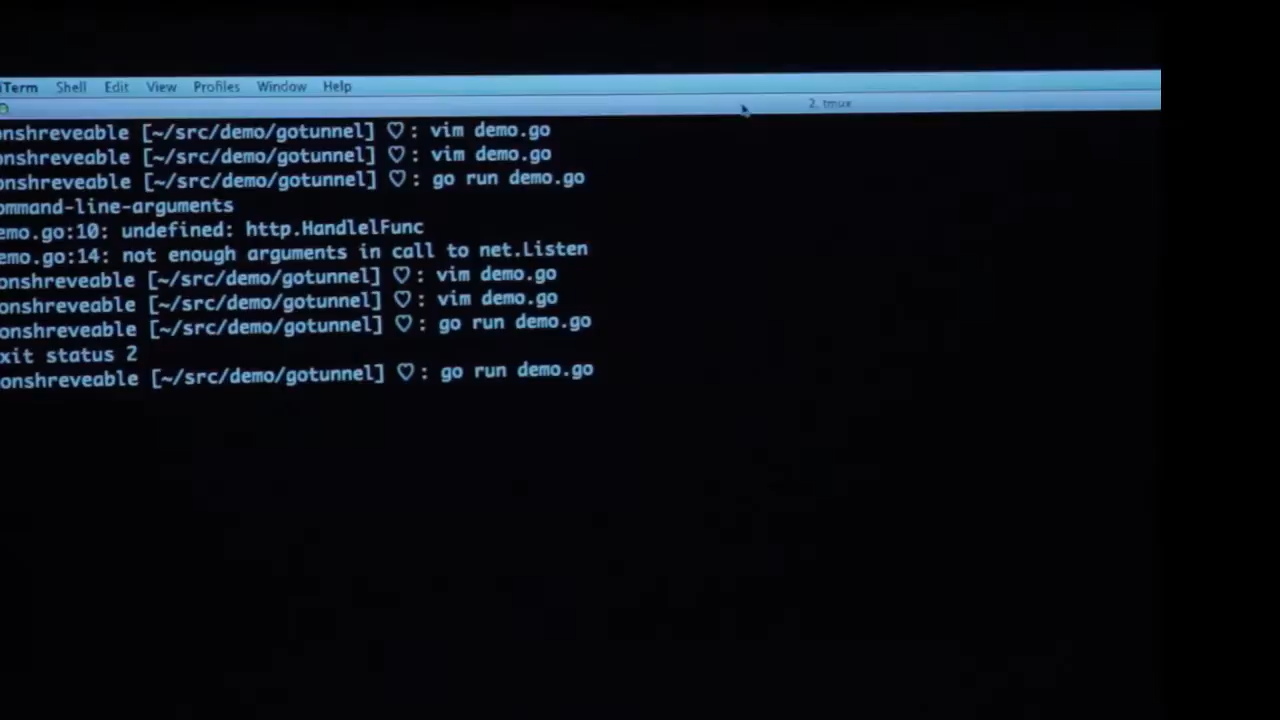 iTerm Shell Edit View Profiles Window Help
2. tmux
onshreveable [~/src/demo/gotunnel] ♡: vim demo.go
onshreveable [~/src/demo/gotunnel] ♡: vim demo.go
onshreveable [~/src/demo/gotunnel] ♡: go run demo.go
ommand-line-arguments
emo.go:10: undefined: http.HandlelFunc
emo.go:14: not enough arguments in call to net.Listen
onshreveable [~/src/demo/gotunnel] ♡: vim demo.go
onshreveable [~/src/demo/gotunnel] ♡: vim demo.go
onshreveable [~/src/demo/gotunnel] ♡: go run demo.go
xit status 2
onshreveable [~/src/demo/gotunnel] ♡: go run demo.go